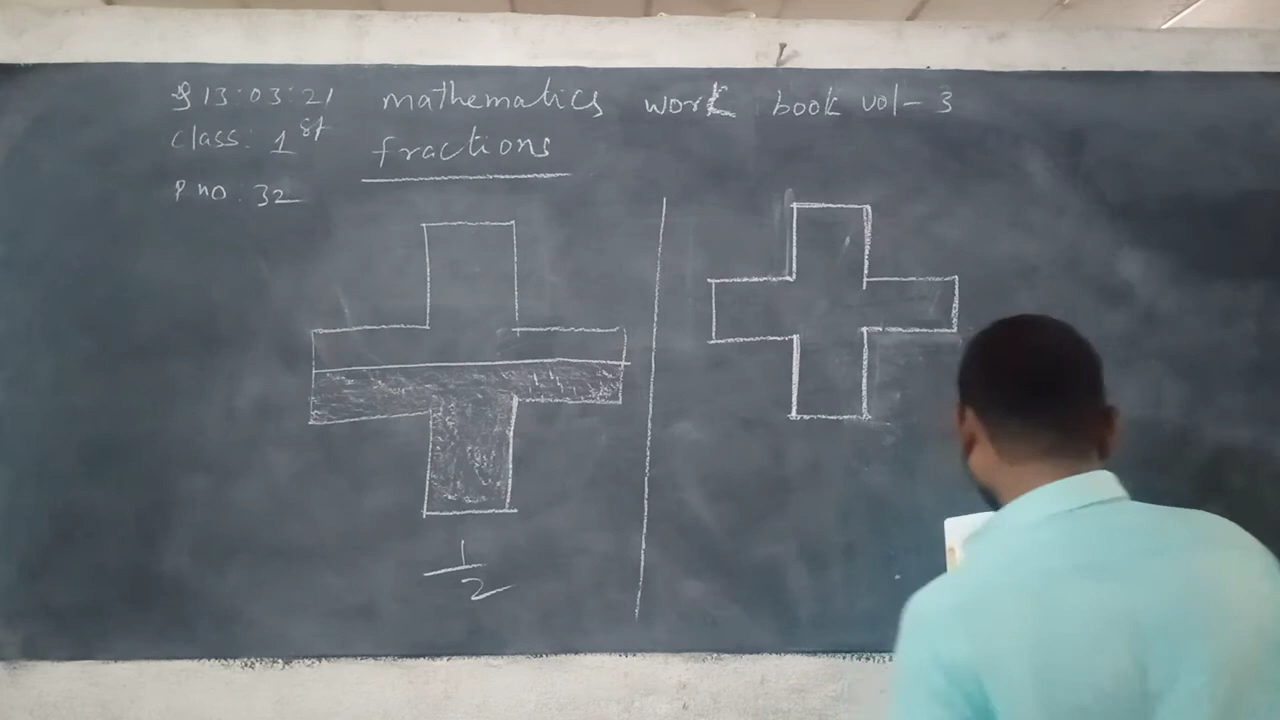 13:03:21 mathematics work book vol-3
class: 1st fractions
P no: 32
1/2